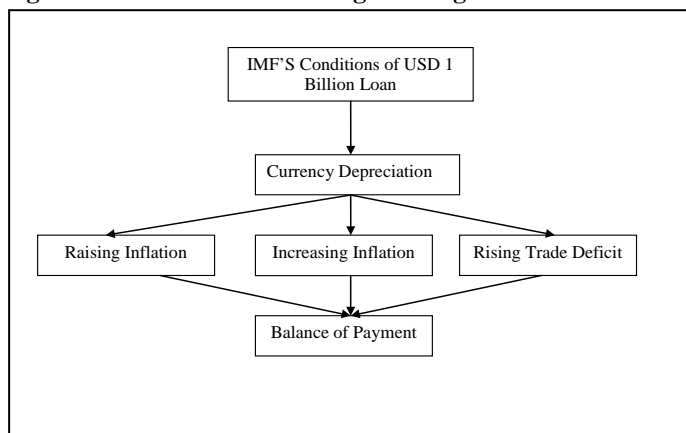 IMF'S Conditions of USD 1
Billion Loan
Currency Depreciation
Raising Inflation
Increasing Inflation
Rising Trade Deficit
Balance of Payment